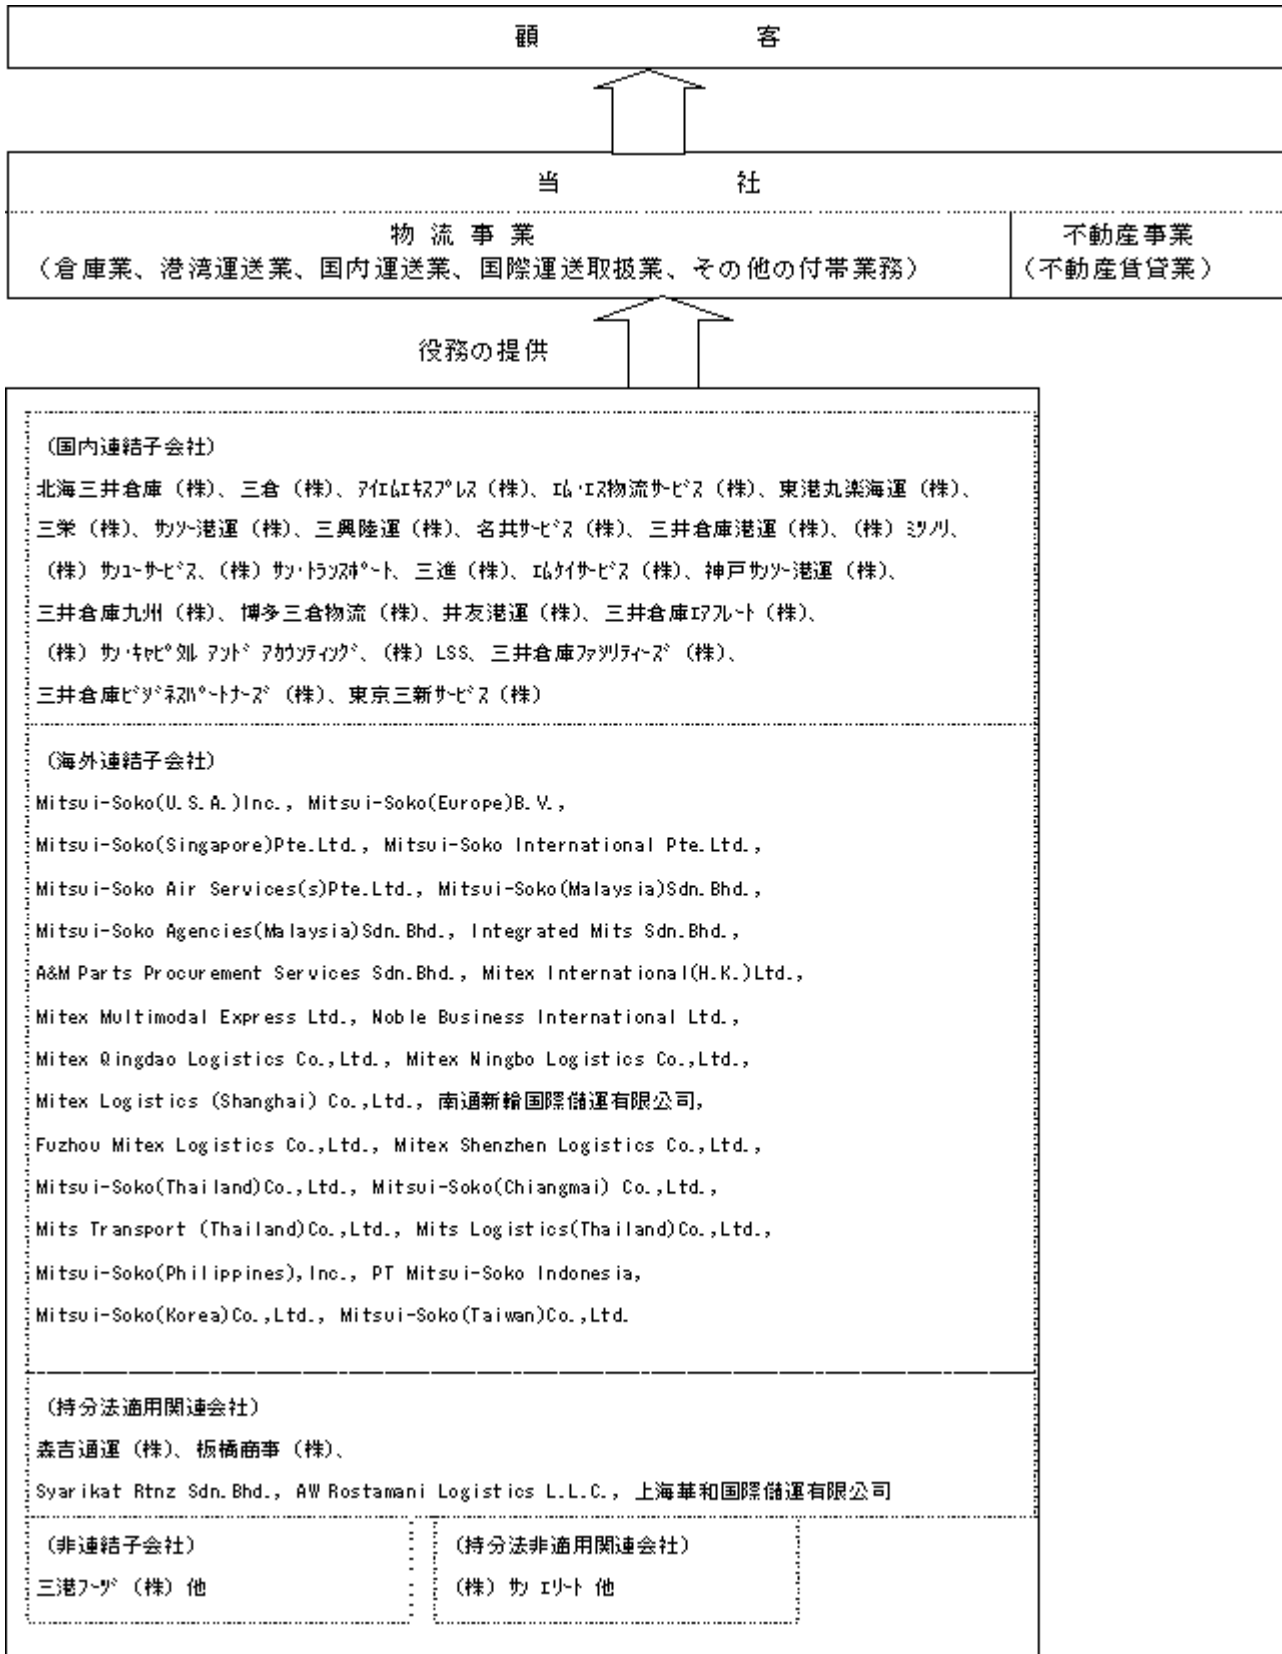 顧 客
当 社
物 流 事 業
（倉庫業、港湾運送業、国内運送業、国際運送取扱業、その他の付帯業務）
不動産事業
（不動産賃貸業）
役務の提供
（国内連結子会社）
北海三井倉庫（株）、三倉（株）、ｱｲｴﾑｴｷｽﾌﾟﾚｽ（株）、ｴﾑ･ｴｽ物流ｻｰﾋﾞｽ（株）、東港丸楽海運（株）、
三栄（株）、ｻﾝｿｰ港運（株）、三興陸運（株）、名共ｻｰﾋﾞｽ（株）、三井倉庫港運（株）、（株）ﾐﾂﾉﾘ、
（株）ｻﾝﾕｰｻｰﾋﾞｽ、（株）ｻﾝ･ﾄﾗﾝｽﾎﾟｰﾄ、三進（株）、ｴﾑｹｲｻｰﾋﾞｽ（株）、神戸ｻﾝｿｰ港運（株）、
三井倉庫九州（株）、博多三倉物流（株）、井友港運（株）、三井倉庫ｴｱﾌﾚｰﾄ（株）、
（株）ｻﾝ･ｷｬﾋﾟﾀﾙ ｱﾝﾄﾞ ｱｶｳﾝﾃｨﾝｸﾞ、（株）LSS、三井倉庫ﾌｧｼﾘﾃｨｰｽﾞ（株）、
三井倉庫ﾋﾞｼﾞﾈｽﾊﾟｰﾄﾅｰｽﾞ（株）、東京三新ｻｰﾋﾞｽ（株）
（海外連結子会社）
Mitsui-Soko(U.S.A.)Inc., Mitsui-Soko(Europe)B.V.,
Mitsui-Soko(Singapore)Pte.Ltd., Mitsui-Soko International Pte.Ltd.,
Mitsui-Soko Air Services(s)Pte.Ltd., Mitsui-Soko(Malaysia)Sdn.Bhd.,
Mitsui-Soko Agencies(Malaysia)Sdn.Bhd., Integrated Mits Sdn.Bhd.,
A&M Parts Procurement Services Sdn.Bhd., Mitex International(H.K.)Ltd.,
Mitex Multimodal Express Ltd., Noble Business International Ltd.,
Mitex Qingdao Logistics Co.,Ltd., Mitex Ningbo Logistics Co.,Ltd.,
Mitex Logistics (Shanghai) Co.,Ltd., 南通新輪国際儲運有限公司,
Fuzhou Mitex Logistics Co.,Ltd., Mitex Shenzhen Logistics Co.,Ltd.,
Mitsui-Soko(Thailand)Co.,Ltd., Mitsui-Soko(Chiangmai) Co.,Ltd.,
Mits Transport (Thailand)Co.,Ltd., Mits Logistics(Thailand)Co.,Ltd.,
Mitsui-Soko(Philippines),Inc., PT Mitsui-Soko Indonesia,
Mitsui-Soko(Korea)Co.,Ltd., Mitsui-Soko(Taiwan)Co.,Ltd.
（持分法適用関連会社）
森吉通運（株）、板橋商事（株）、
Syarikat Rtnz Sdn.Bhd., AW Rostamani Logistics L.L.C., 上海華和国際儲運有限公司
（非連結子会社）
三港ﾌｰｽﾞ（株）他
（持分法非適用関連会社）
（株）ｻﾝ ｴﾘｰﾄ 他